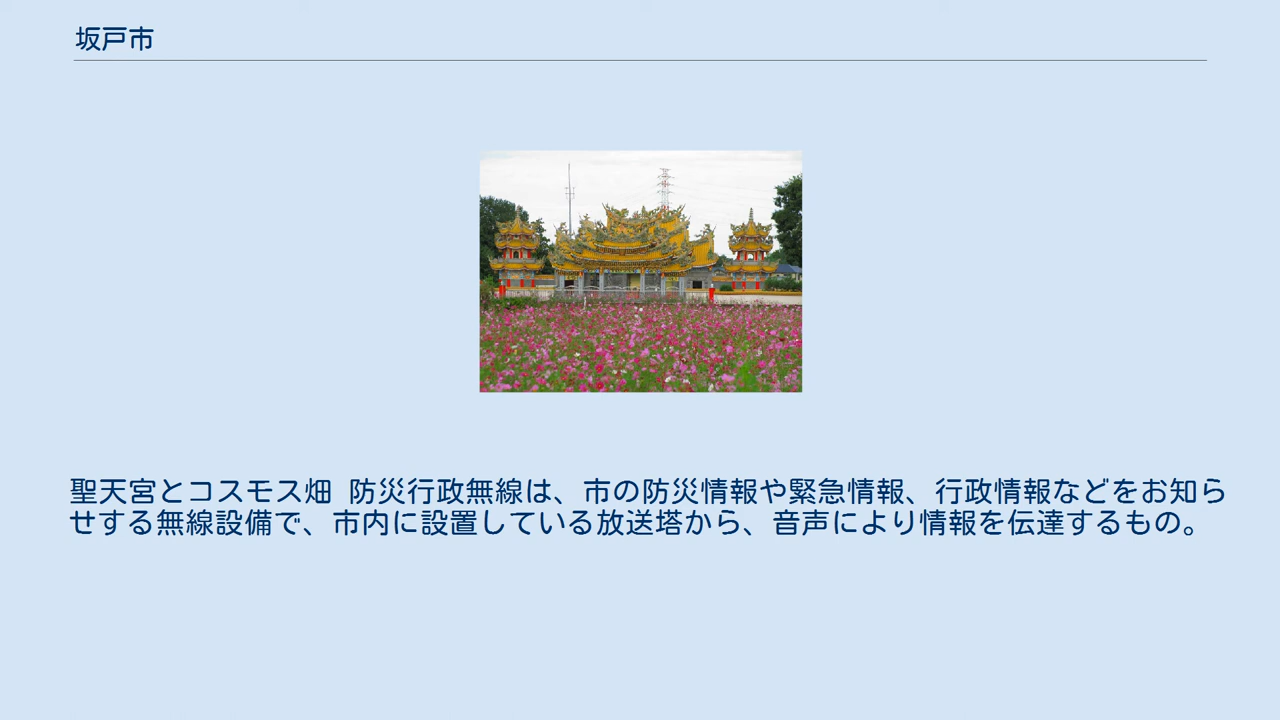 坂戸市
聖天宮とコスモス畑 防災行政無線は、市の防災情報や緊急情報、行政情報などをお知ら
せする無線設備で、市内に設置している放送塔から、音声により情報を伝達するもの。